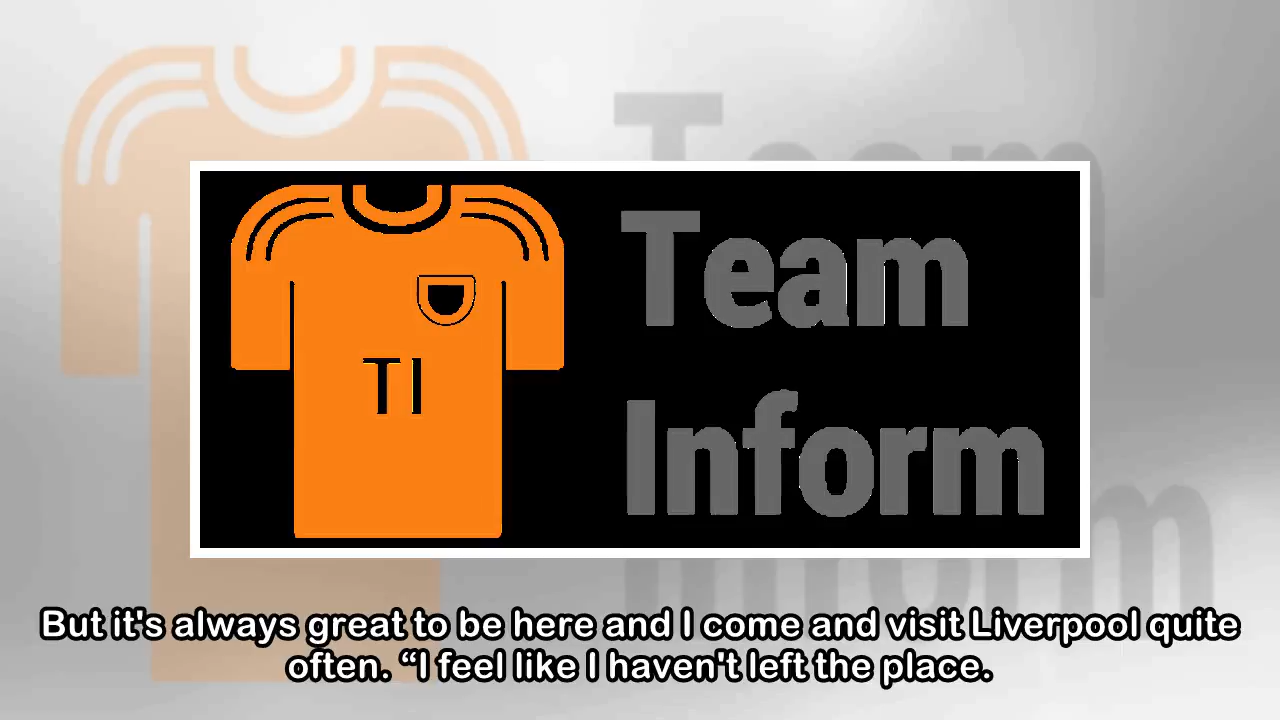 Team
TI
Inform
But it's always great to be here and I come and visit Liverpool quite
often. “I feel like I haven't left the place.